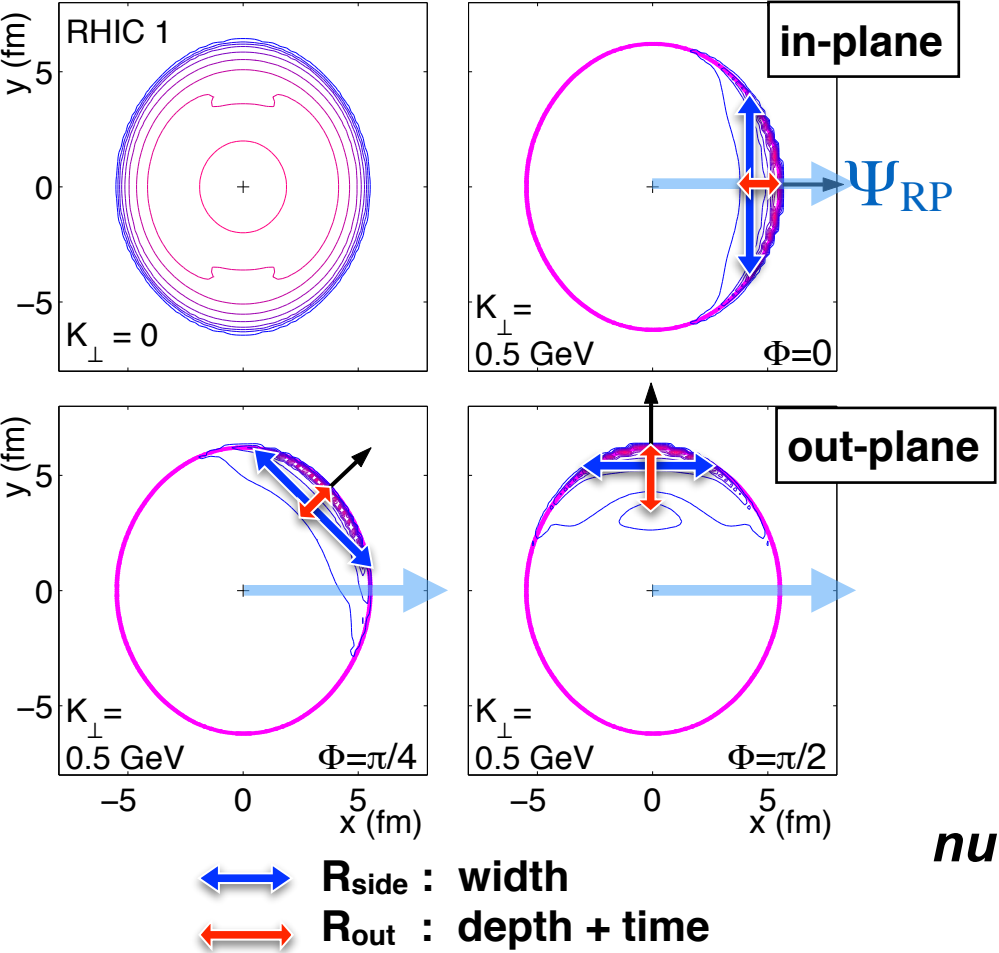 RHIC 1
y (fm)
5
0
−5
K⊥ = 0
in-plane
ΨRP
K⊥=
0.5 GeV
Φ=0
y (fm)
5
0
−5
K⊥=
0.5 GeV
Φ=π/4
−5
0
5
x (fm)
out-plane
K⊥=
0.5 GeV
Φ=π/2
−5
0
5
x (fm)
nu
Rside : width
Rout : depth + time